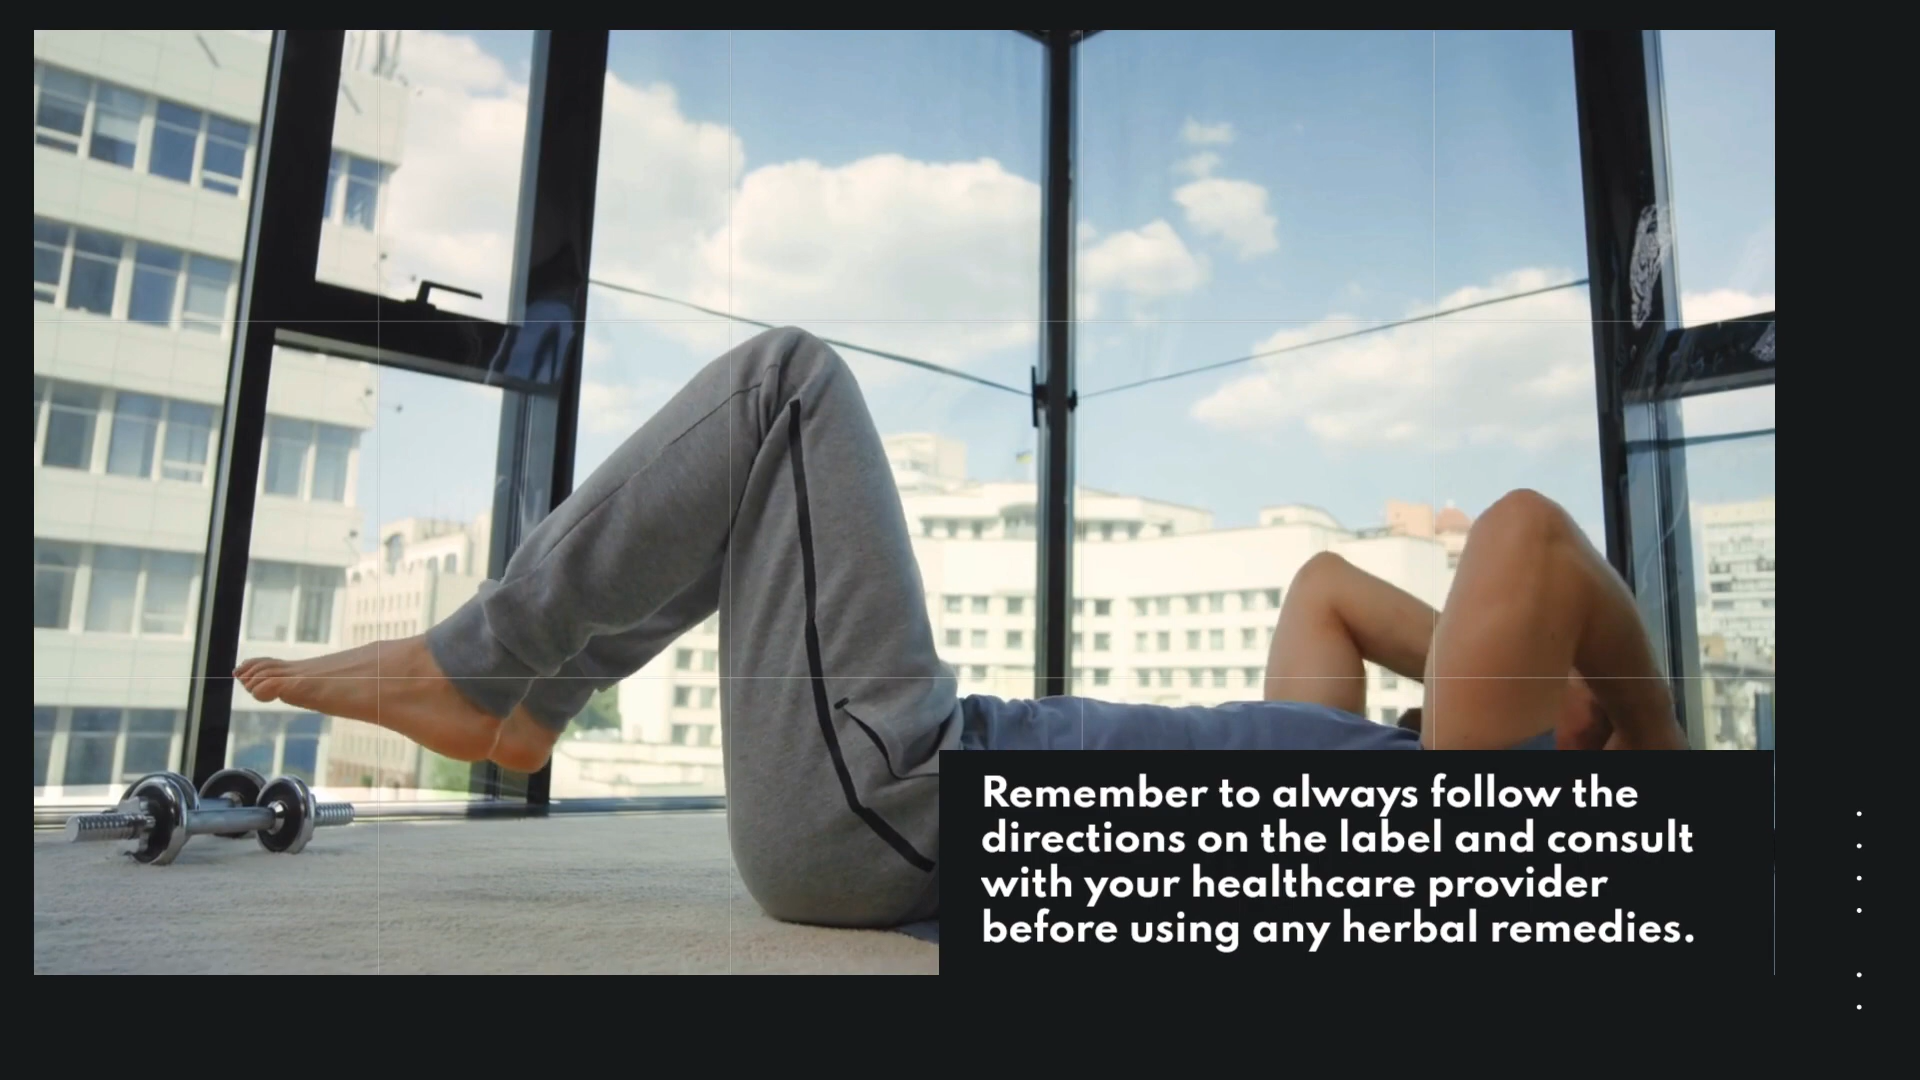 Remember to always follow the
directions on the label and consult
with your healthcare provider
before using any herbal remedies.